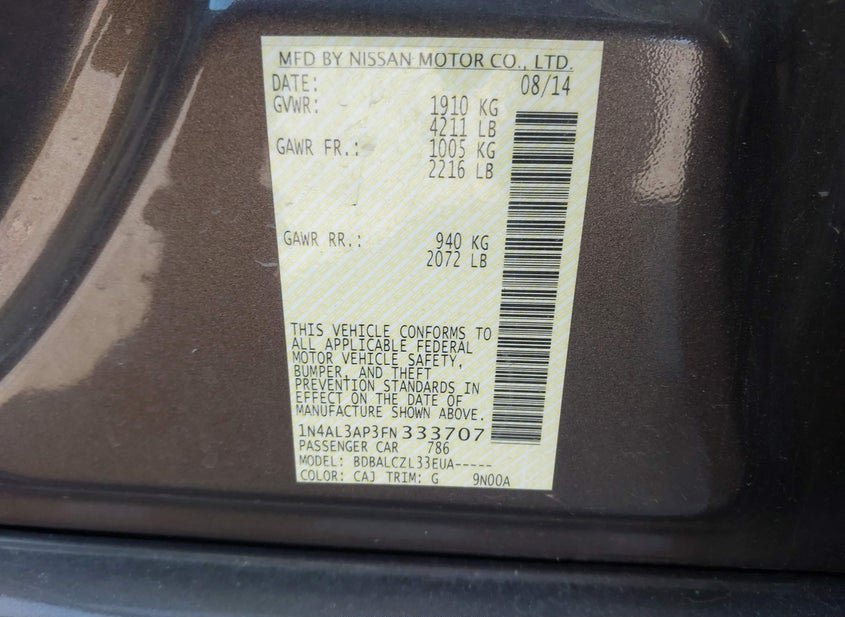 MFD BY NISSAN MOTOR CO., LTD.
DATE: 08/14
GVWR: 1910 KG
4211 LB
GAWR FR.: 1005 KG
2216 LB
GAWR RR.: 940 KG
2072 LB
THIS VEHICLE CONFORMS TO
ALL APPLICABLE FEDERAL
MOTOR VEHICLE SAFETY,
BUMPER, AND THEFT
PREVENTION STANDARDS IN
EFFECT ON THE DATE OF
MANUFACTURE SHOWN ABOVE.
1N4AL3AP3FN333707
PASSENGER CAR 786
MODEL: BDBALCZL33EUA-----
COLOR: CAJ TRIM: G 9N00A